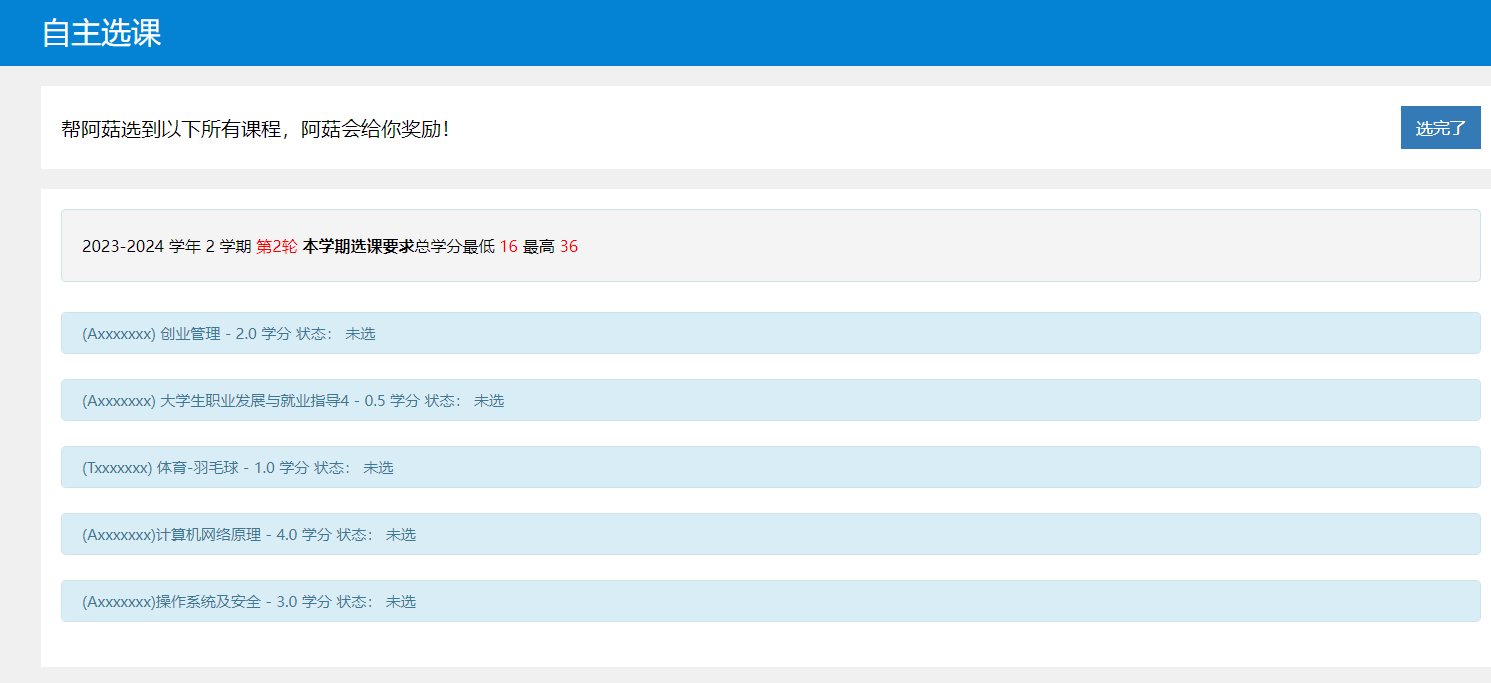 自主选课
帮阿菇选到以下所有课程，阿菇会给你奖励！
选完了
2023-2024 学年 2 学期 第2轮 本学期选课要求总学分最低 16 最高 36
(Axxxxxxx) 创业管理 - 2.0 学分 状态： 未选
(Axxxxxxx) 大学生职业发展与就业指导4 - 0.5 学分 状态： 未选
(Txxxxxxx) 体育-羽毛球 - 1.0 学分 状态： 未选
(Axxxxxxx)计算机网络原理 - 4.0 学分 状态： 未选
(Axxxxxxx)操作系统及安全 - 3.0 学分 状态： 未选